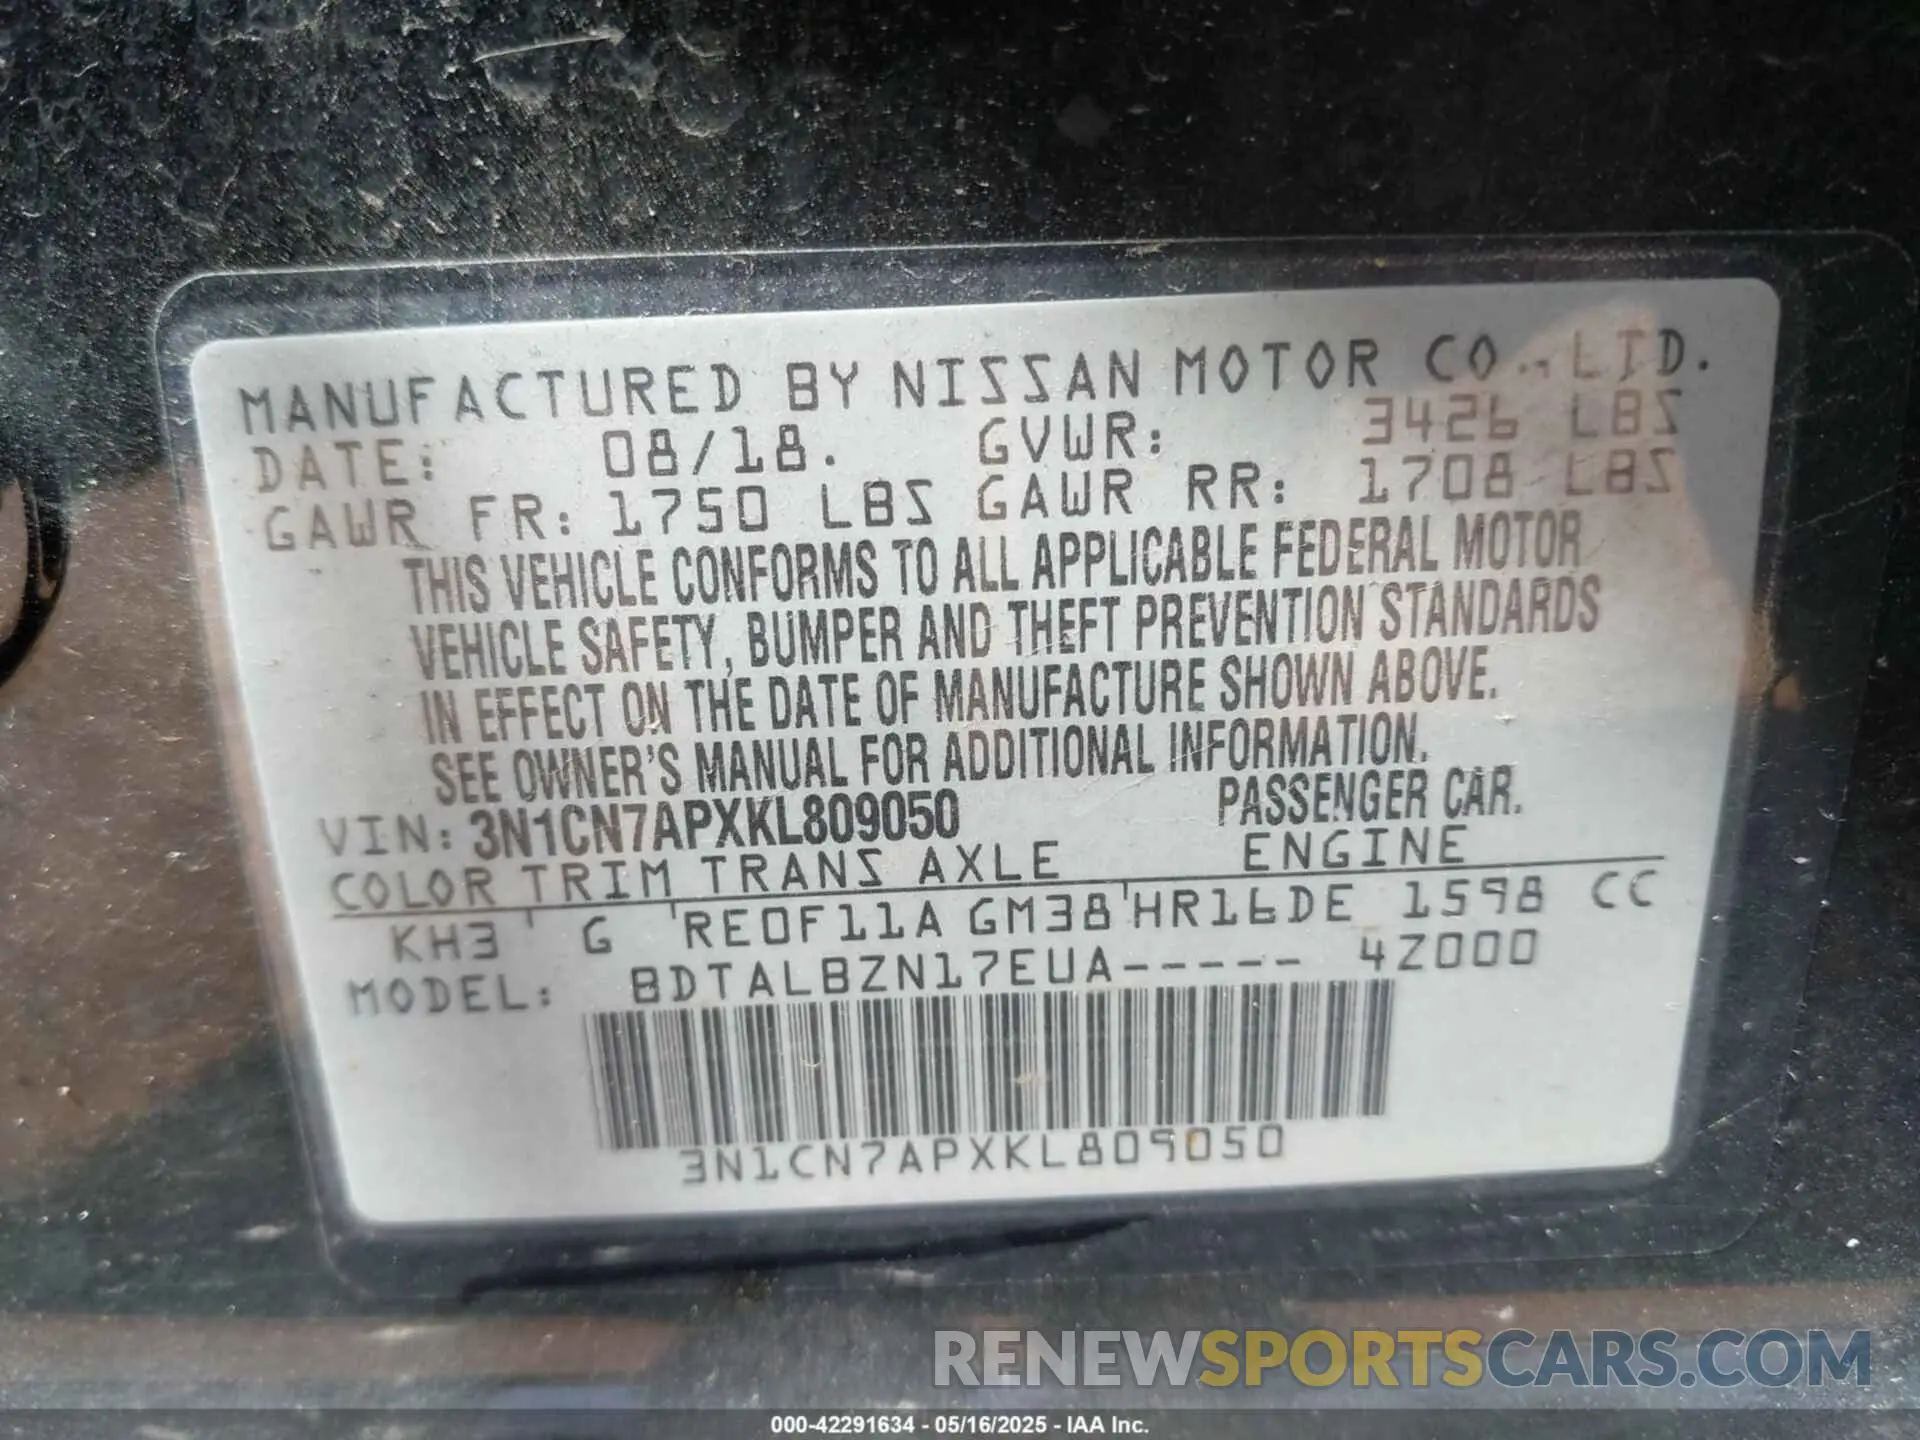 MANUFACTURED BY NISSAN MOTOR CO., LTD.
DATE: 08/18. GVWR: 3426 LBS
GAWR FR: 1750 LBS GAWR RR: 1708 LBS
THIS VEHICLE CONFORMS TO ALL APPLICABLE FEDERAL MOTOR
VEHICLE SAFETY, BUMPER AND THEFT PREVENTION STANDARDS
IN EFFECT ON THE DATE OF MANUFACTURE SHOWN ABOVE.
SEE OWNER'S MANUAL FOR ADDITIONAL INFORMATION.
VIN: 3N1CN7APXKL809050 PASSENGER CAR.
COLOR TRIM TRANS AXLE ENGINE
KH3 ' G 'RE0F11A GM38'HR16DE 1598 CC
MODEL: BDTALBZN17EUA----- 4Z000
3N1CN7APXKL809050
RENEWSPORTSCARS.COM
000-42291634 - 05/16/2025 - IAA Inc.